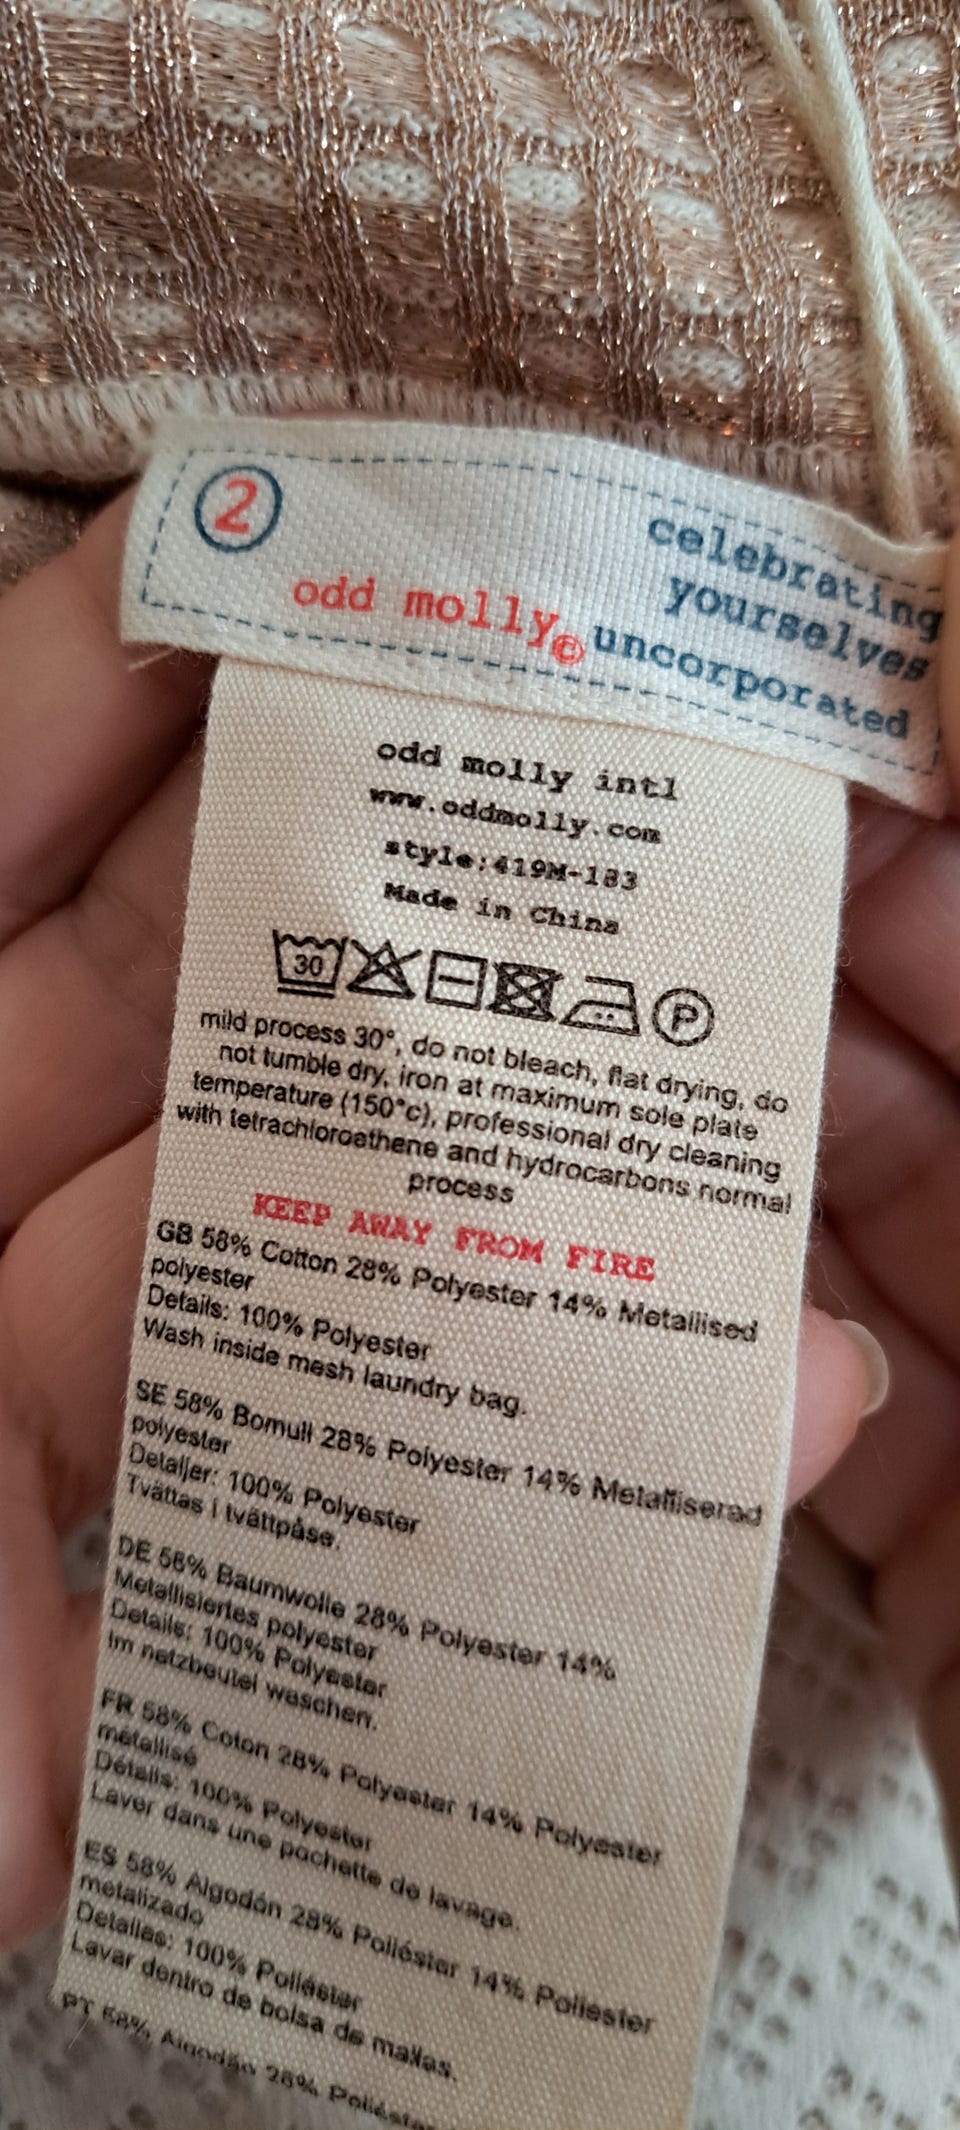 2
celebrating
yourselves
odd molly© uncorporated
odd molly intl
www.oddmolly.com
style:419M-183
Made in China
30
P
mild process 30°, do not bleach, flat drying, do
not tumble dry, iron at maximum sole plate
temperature (150°c), professional dry cleaning
with tetrachloroethene and hydrocarbons normal
process
KEEP AWAY FROM FIRE
GB 58% Cotton 28% Polyester 14% Metallised
polyester
Details: 100% Polyester
Wash inside mesh laundry bag.
SE 58% Bomull 28% Polyester 14% Metalliserad
polyester
Detaljer: 100% Polyester
Tvättas i tvättpåse.
DE 58% Baumwolle 28% Polyester 14%
Metallisiertes polyester
Details: 100% Polyester
Im netzbeutel waschen.
FR 58% Coton 28% Polyester 14% Polyester
métallisé
Détails: 100% Polyester
Laver dans une pochette de lavage.
ES 58% Algodón 28% Poliéster 14% Poliester
metalizado
Detalles: 100% Poliéster
Lavar dentro de bolsa de mallas.
PT 58% Algodão 28% Poliéster